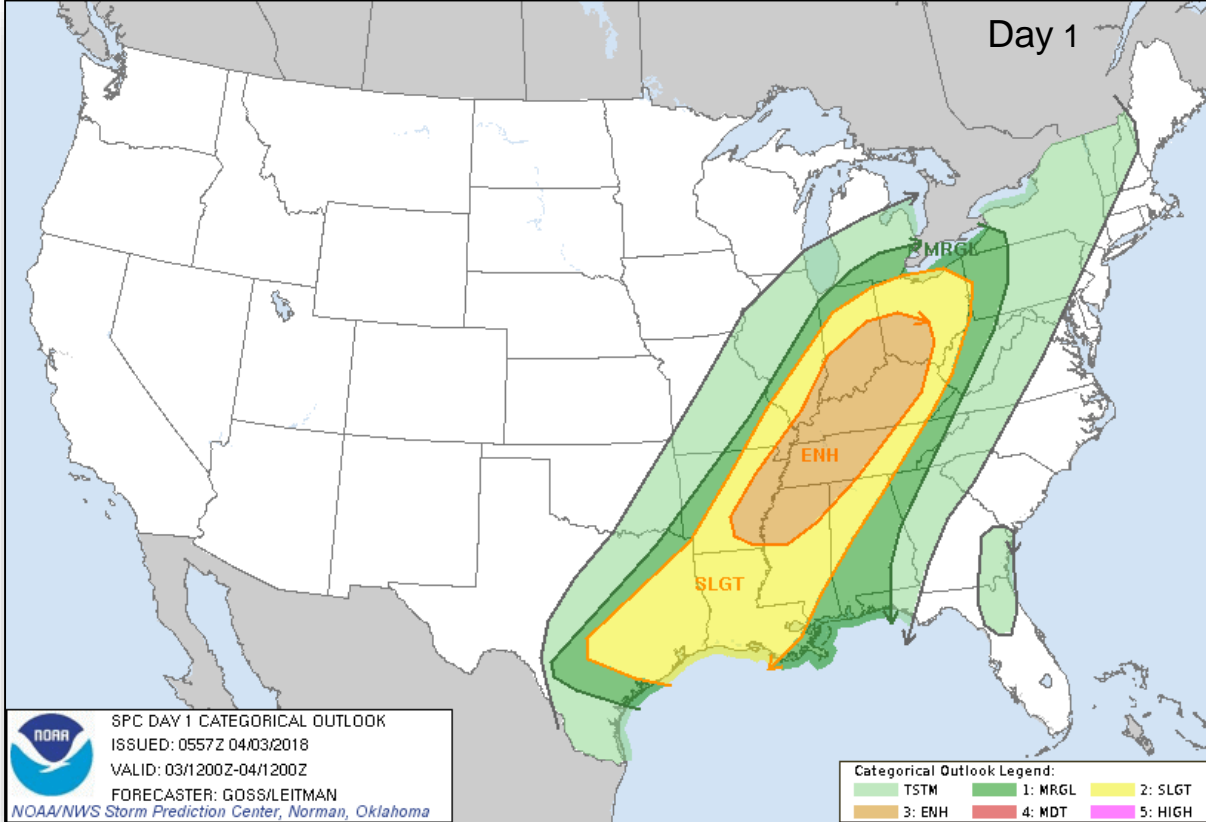 Day 1
MRGL
ENH
SLGT
NOAA
SPC DAY 1 CATEGORICAL OUTLOOK
ISSUED: 0557Z 04/03/2018
VALID: 03/1200Z-04/1200Z
FORECASTER: GOSS/LEITMAN
NOAA/NWS Storm Prediction Center, Norman, Oklahoma
Categorical Outlook Legend:
TSTM 1: MRGL 2: SLGT
3: ENH 4: MDT 5: HIGH